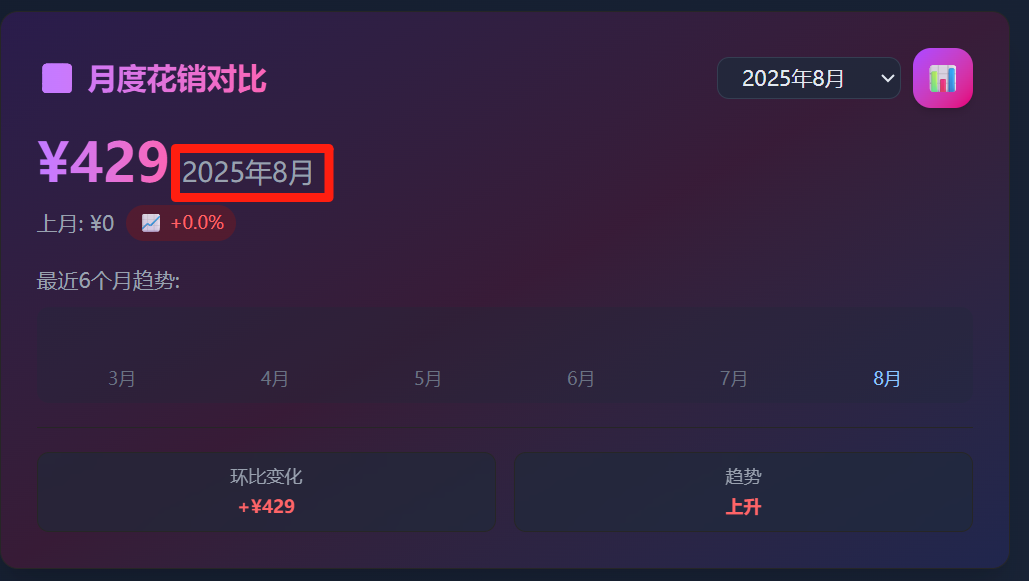 月度花销对比
2025年8月
¥429 2025年8月
上月: ¥0 +0.0%
最近6个月趋势:
3月 4月 5月 6月 7月 8月
环比变化 趋势
+¥429 上升